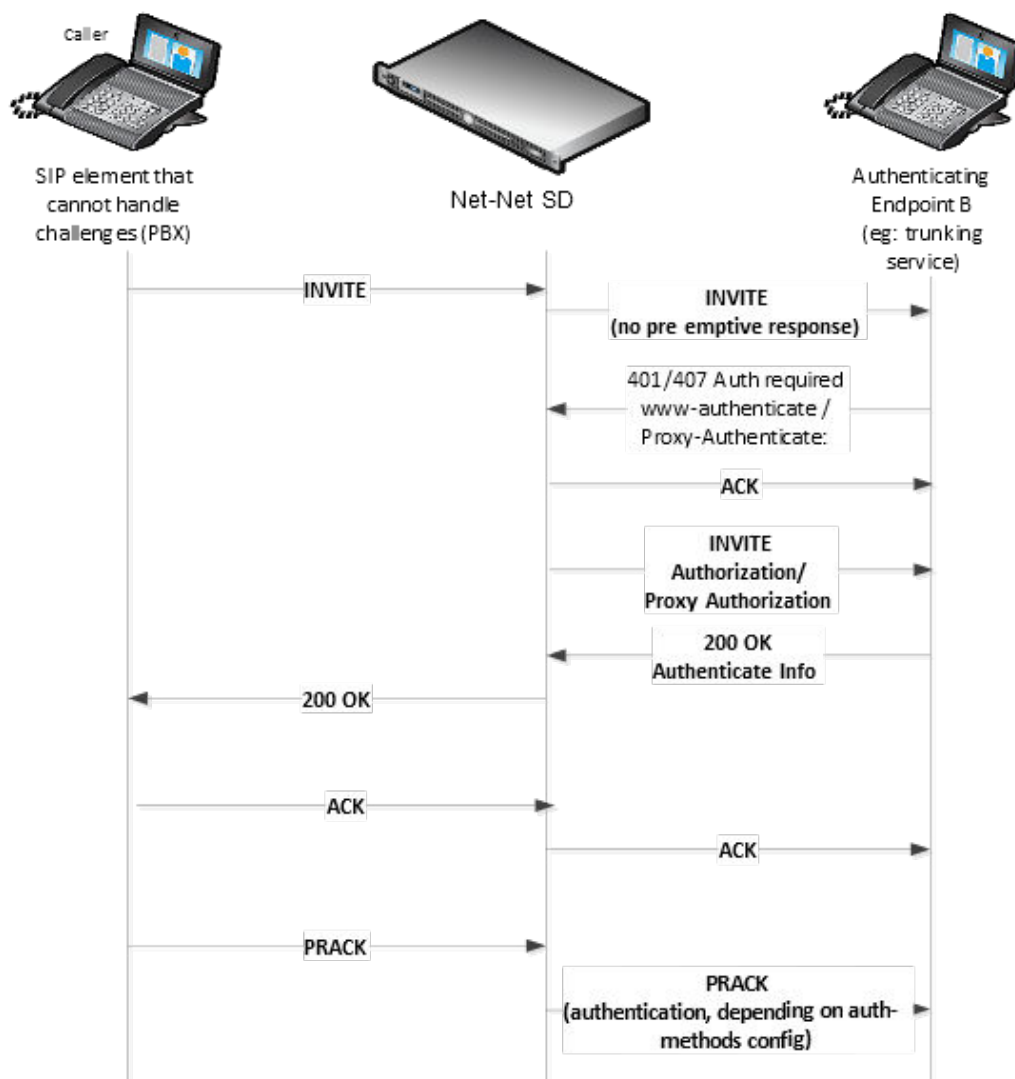 Caller
SIP element that
cannot handle
challenges (PBX)
Net-Net SD
Authenticating
Endpoint B
(eg: trunking
service)
INVITE
INVITE
(no pre emptive response)
401/407 Auth required
www-authenticate /
Proxy-Authenticate:
ACK
INVITE
Authorization/
Proxy Authorization
200 OK
Authenticate Info
200 OK
ACK
ACK
PRACK
PRACK
(authentication, depending on auth-
methods config)